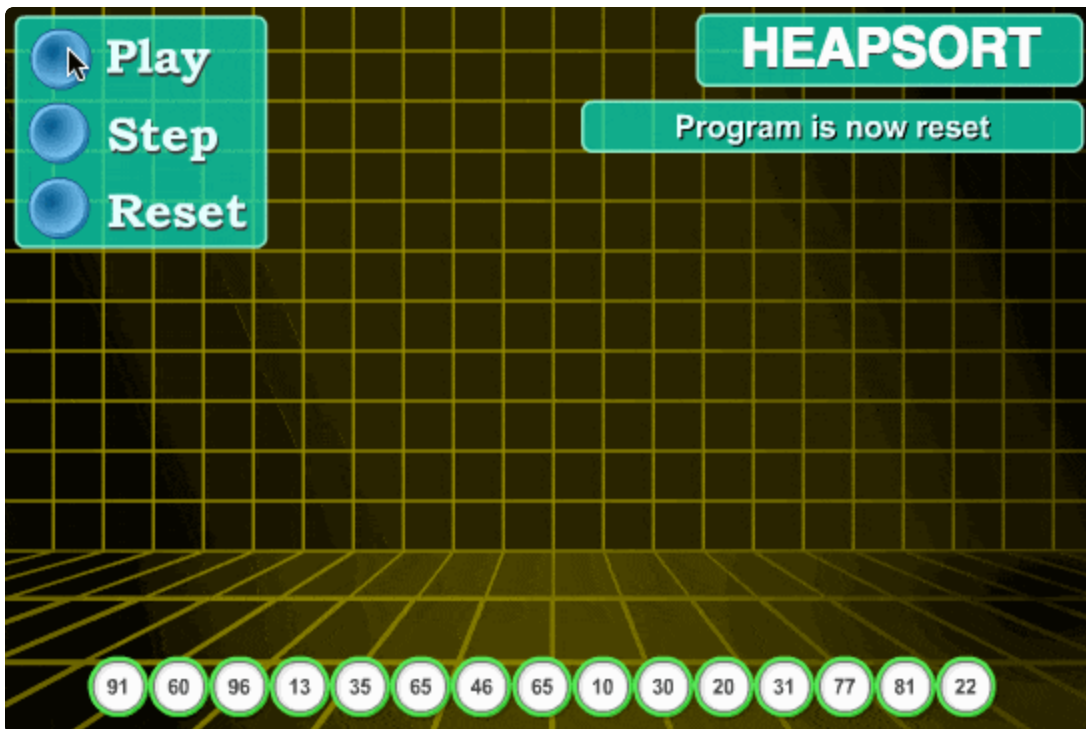 Play
Step
Reset
HEAPSORT
Program is now reset
91 60 96 13 35 65 46 65 10 30 20 31 77 81 22